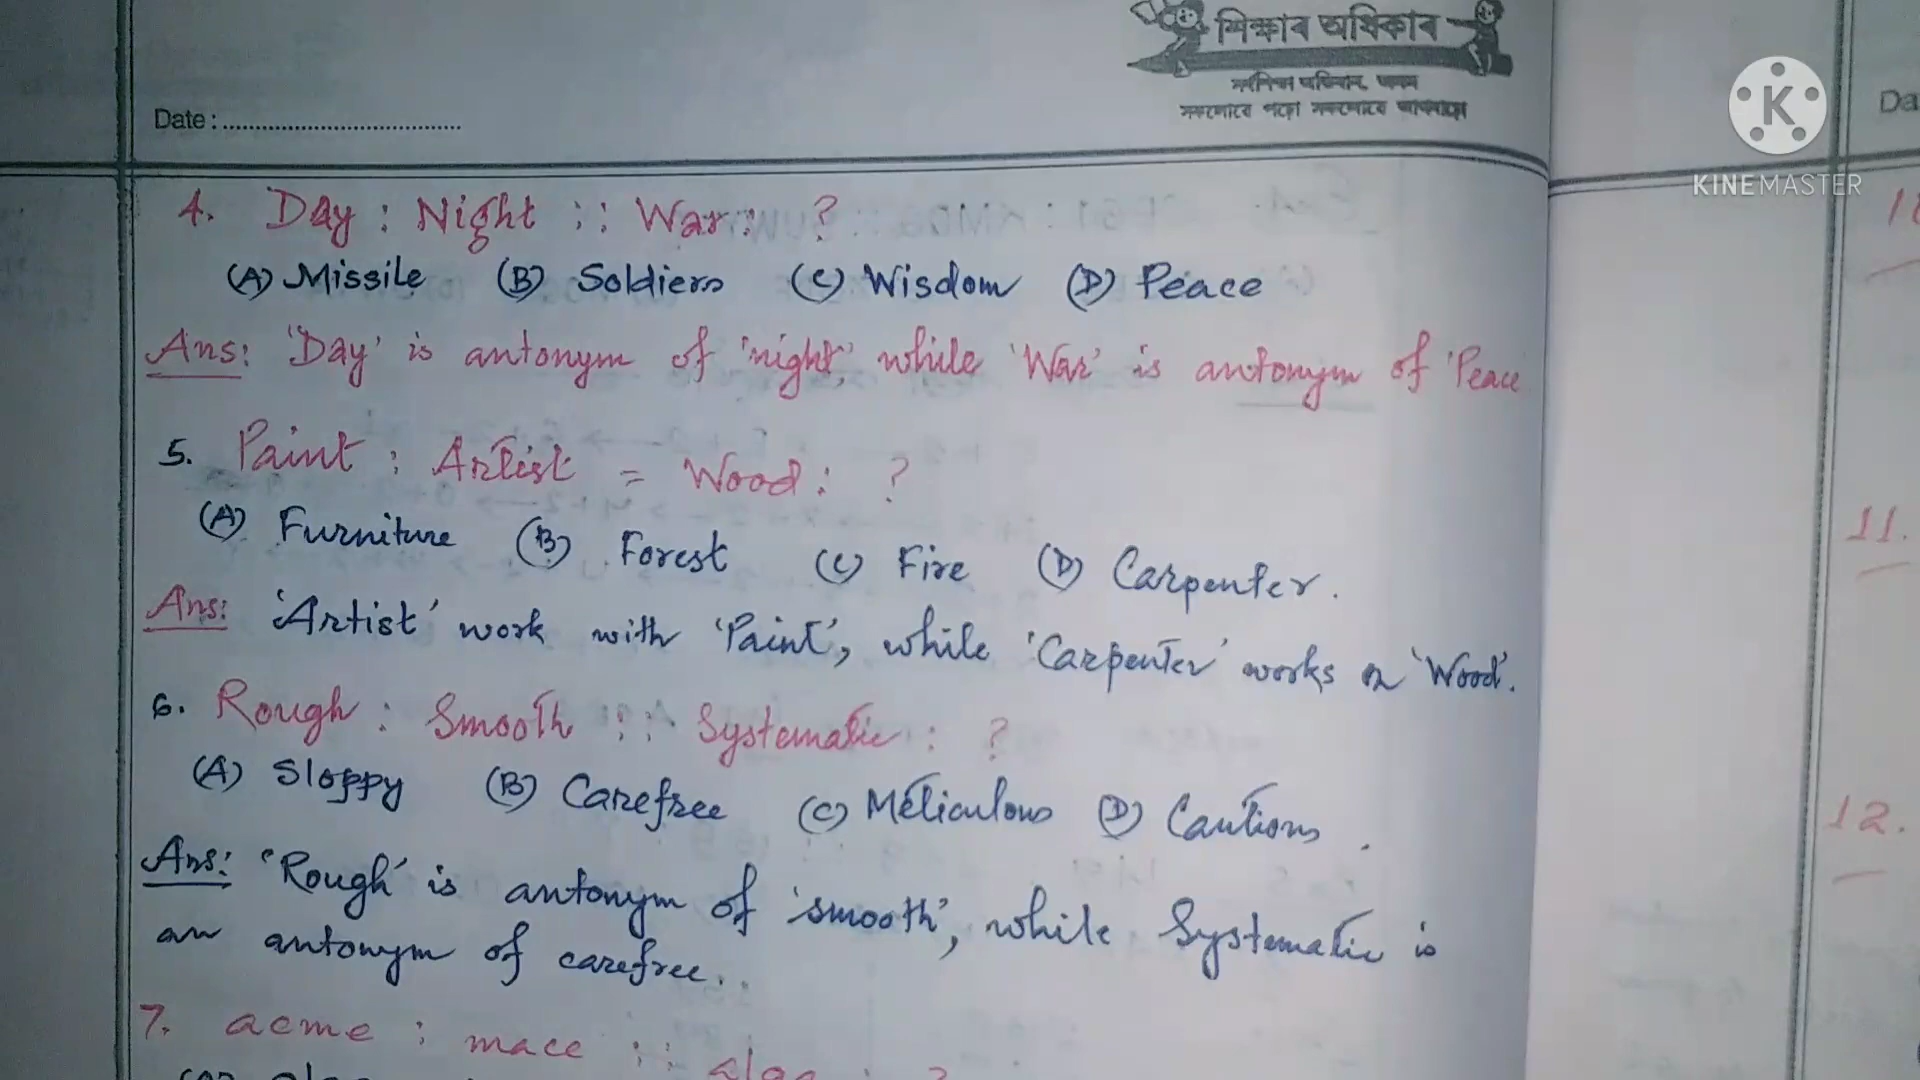 শিক্ষাৰ অধিকাৰ
Date :
KINEMASTER
4. Day : Night :: War : ?
(A) Missile (B) Soldiers (C) Wisdom (D) Peace
Ans: 'Day' is antonym of 'night', while 'War' is antonym of 'Peace
5. Paint : Artist = Wood : ?
(A) Furniture (B) Forest (C) Fire (D) Carpenter.
Ans: 'Artist' work with 'Paint', while 'Carpenter' works on 'Wood'.
6. Rough : Smooth :: Systematic : ?
(A) Sloppy (B) Carefree (C) Meticulous (D) Cautions.
Ans: 'Rough' is antonym of 'smooth', while Systematic is
an antonym of carefree.
7. acme : mace ::
Da
11.
12.